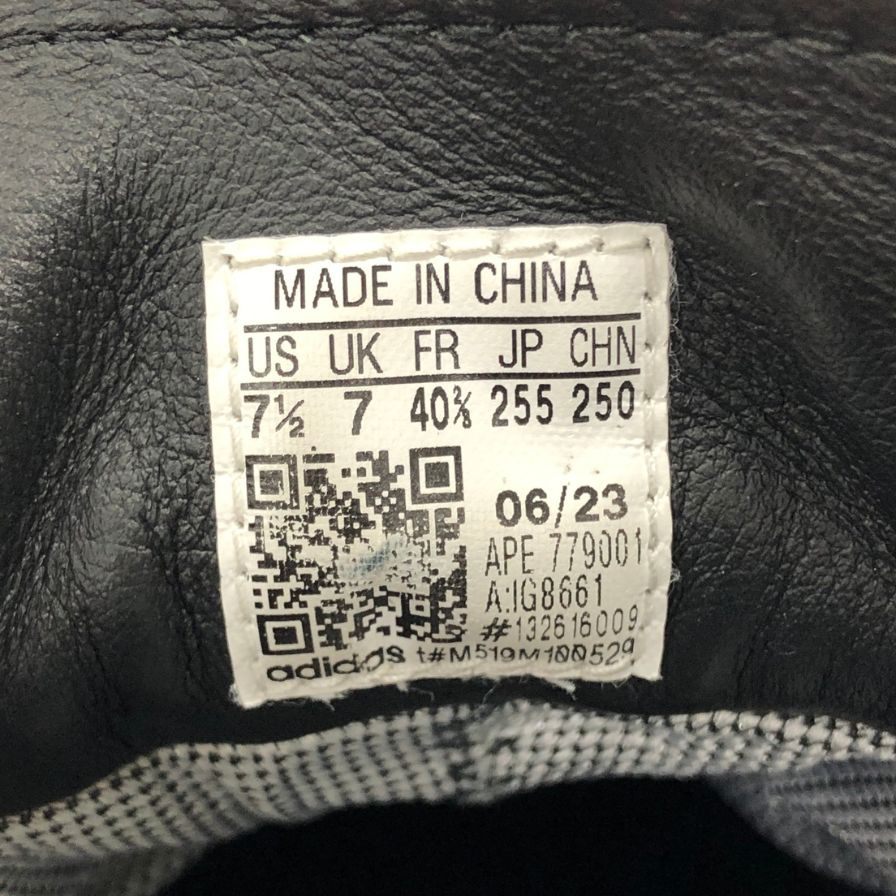 MADE IN CHINA
US UK FR JP CHN
7½ 7 40⅔ 255 250
06/23
APE 779001
A:IG8661
#132616009
adidas t#M519M100529